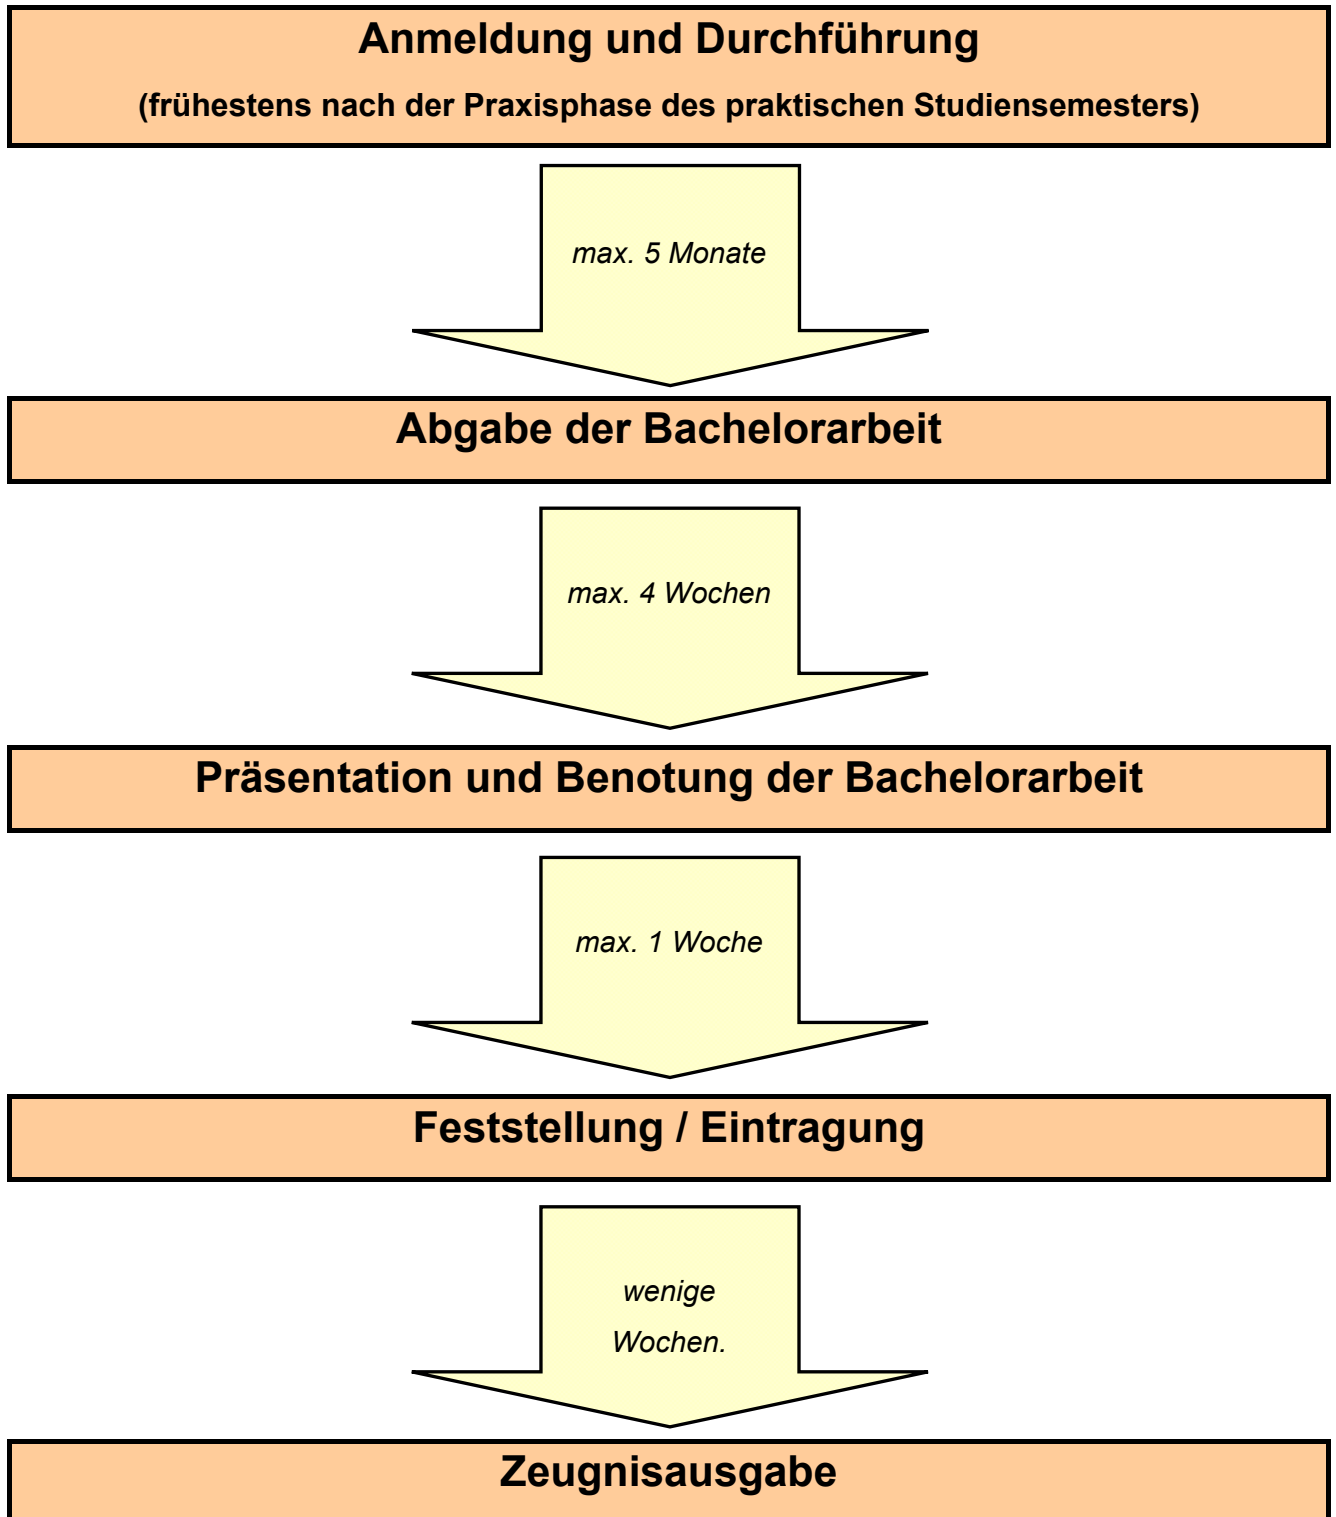 Anmeldung und Durchführung
(frühestens nach der Praxisphase des praktischen Studiensemesters)
max. 5 Monate
Abgabe der Bachelorarbeit
max. 4 Wochen
Präsentation und Benotung der Bachelorarbeit
max. 1 Woche
Feststellung / Eintragung
wenige
Wochen.
Zeugnisausgabe